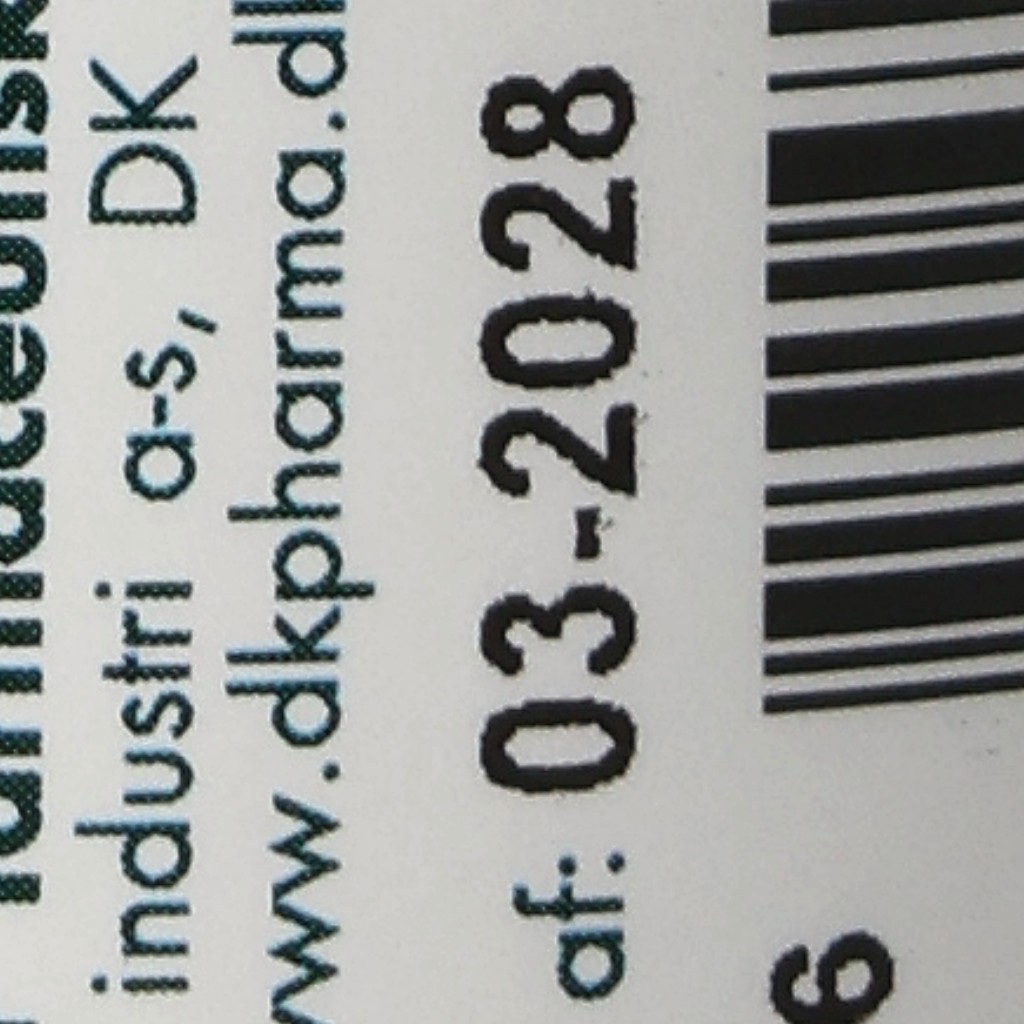 industri a-s, DK
www.dkpharma.dk
af: 03-2028
6